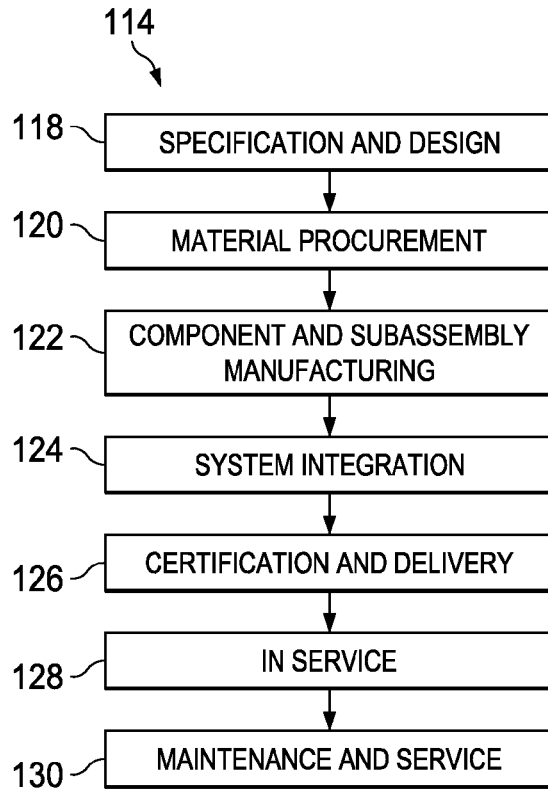 114
118
SPECIFICATION AND DESIGN
120
MATERIAL PROCUREMENT
122
COMPONENT AND SUBASSEMBLY
MANUFACTURING
124
SYSTEM INTEGRATION
126
CERTIFICATION AND DELIVERY
128
IN SERVICE
130
MAINTENANCE AND SERVICE